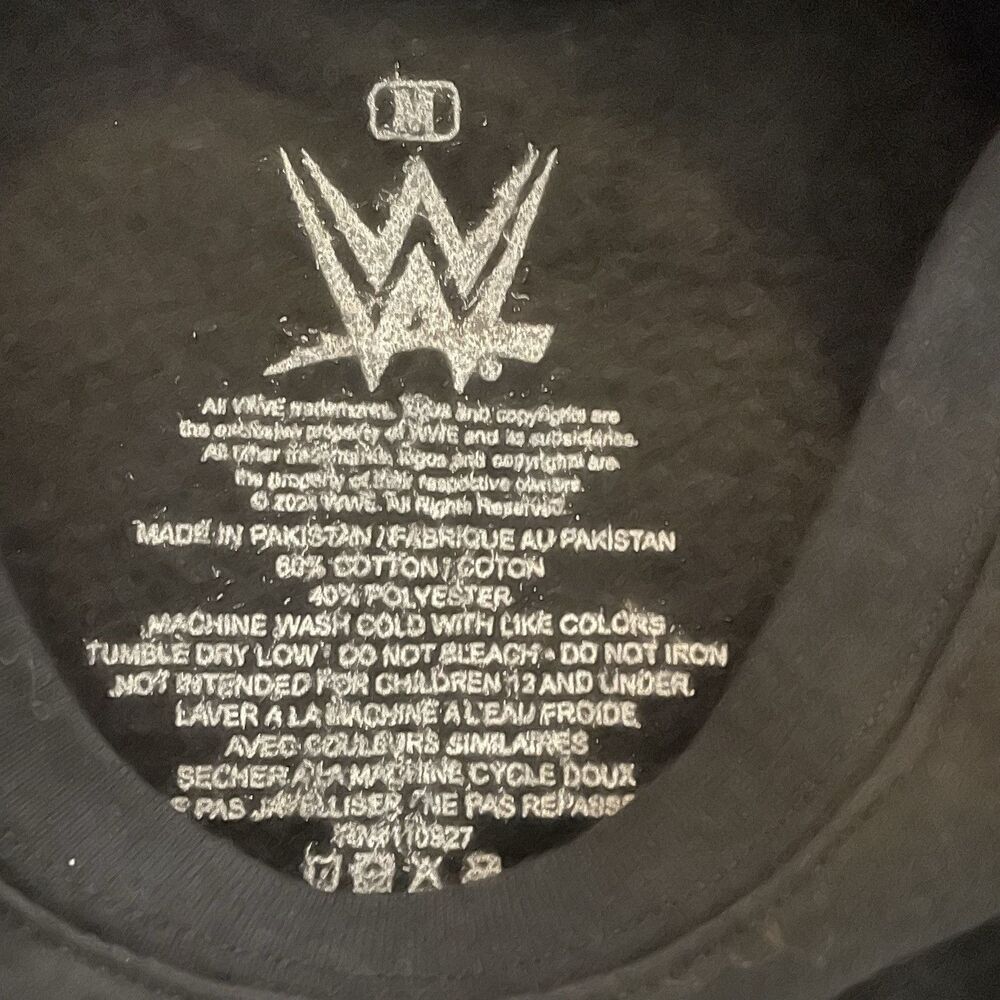 M
W
®
All WWE trademarks, logos and copyrights are
the exclusive property of WWE and its subsidiaries.
All other trademarks, logos and copyright are
the property of their respective owners.
WWE. All Rights Reserved.
MADE IN PAKISTAN / FABRIQUE AU PAKISTAN
60% COTTON / COTON
40% POLYESTER
MACHINE WASH COLD WITH LIKE COLORS
TUMBLE DRY LOW • DO NOT BLEACH • DO NOT IRON
NOT INTENDED FOR CHILDREN 12 AND UNDER.
LAVER A LA MACHINE A L'EAU FROIDE
AVEC COULEURS SIMILAIRES
SECHER A LA MACHINE CYCLE DOUX
PAS JAVELLISER NE PAS REPASS